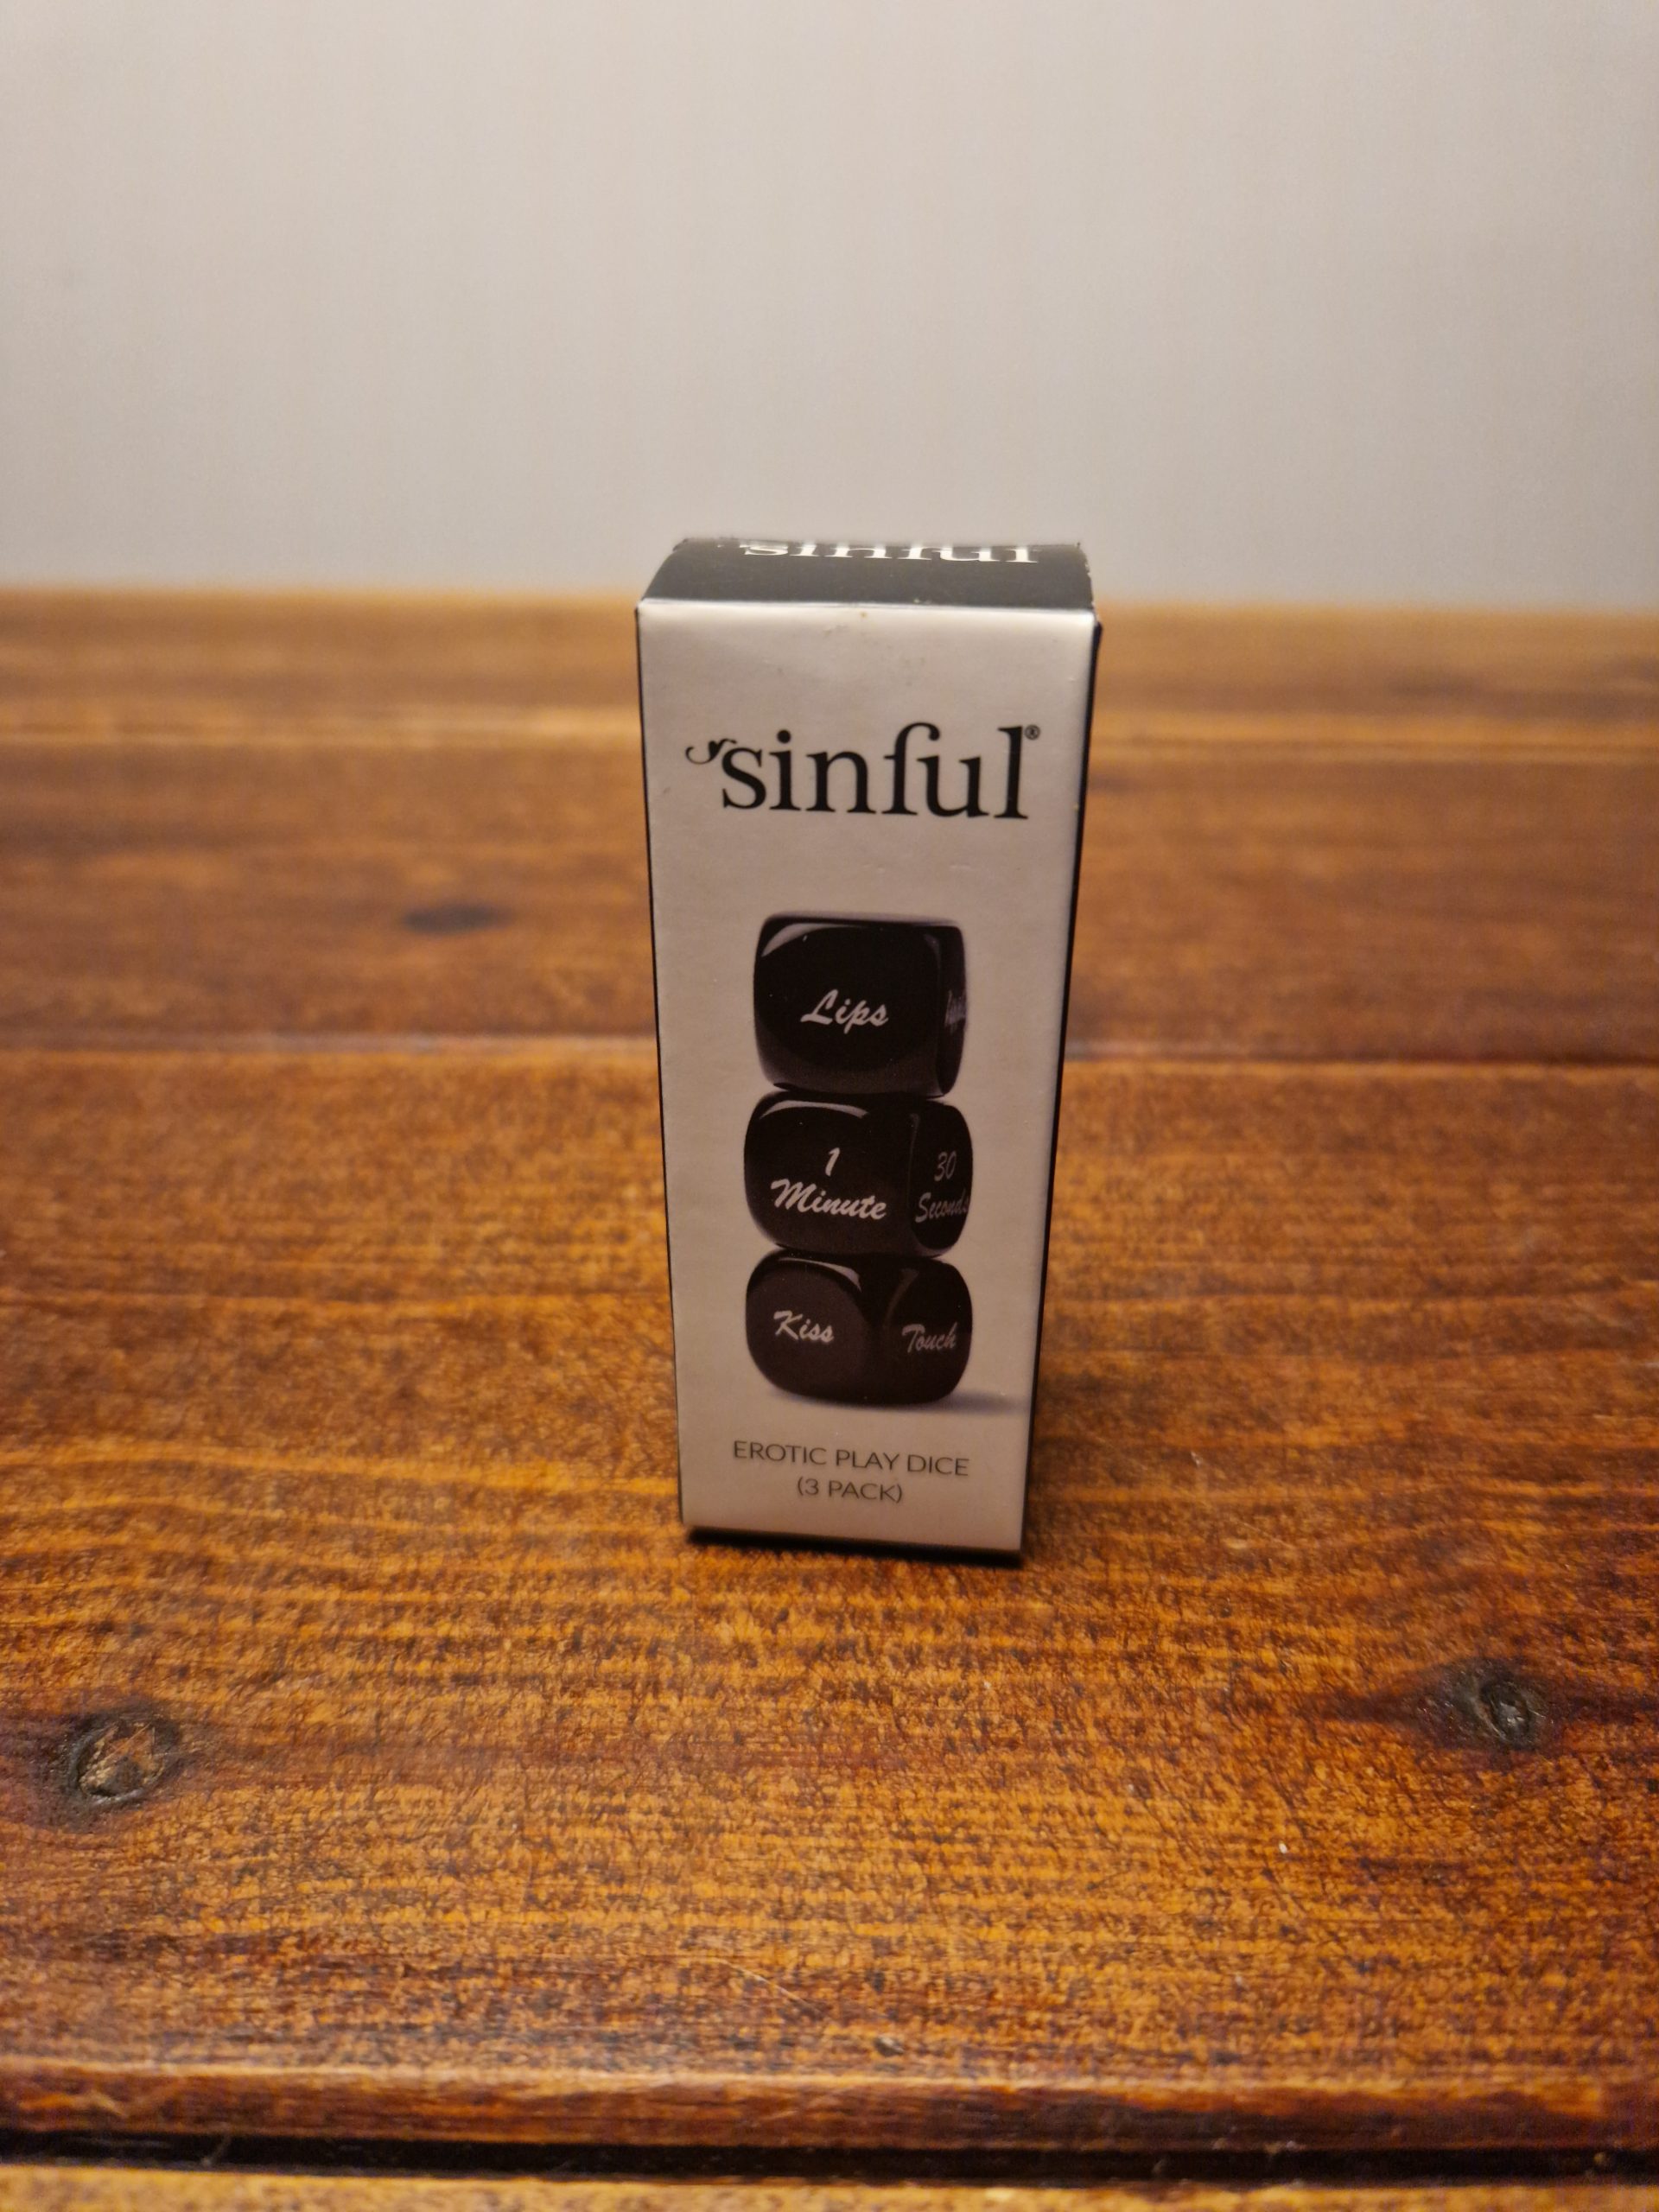 sinful
sinful®
Lips
1
Minute
30
Seconds
Kiss
Touch
EROTIC PLAY DICE
(3 PACK)